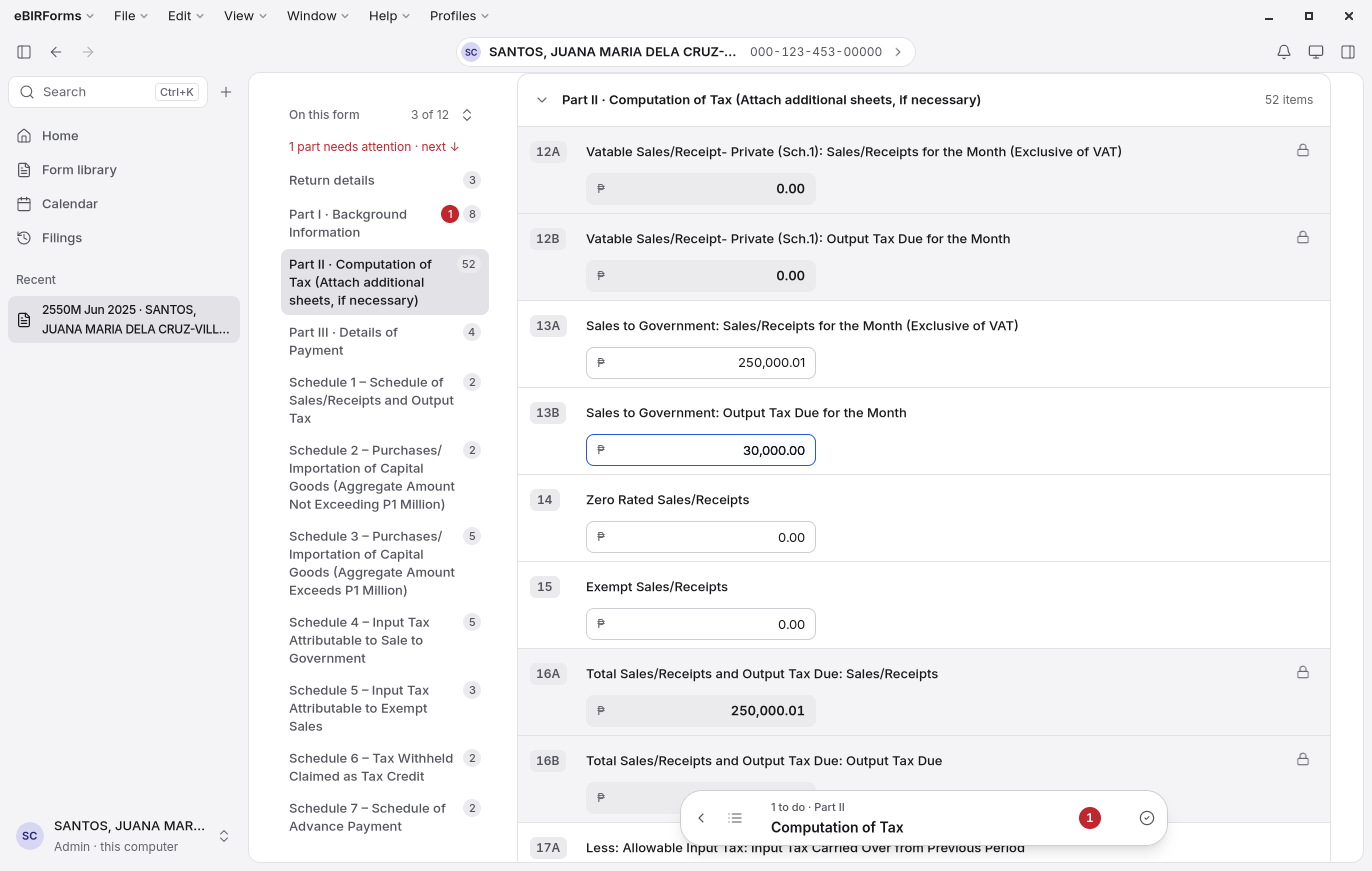 eBIRForms File Edit View Window Help Profiles
SC SANTOS, JUANA MARIA DELA CRUZ-... 000-123-453-00000
Search Ctrl+K
Home
Form library
Calendar
Filings
Recent
2550M Jun 2025 · SANTOS,
JUANA MARIA DELA CRUZ-VILL...
SC SANTOS, JUANA MAR...
Admin · this computer
On this form 3 of 12
1 part needs attention · next ↓
Return details 3
Part I · Background 1 8
Information
Part II · Computation of 52
Tax (Attach additional
sheets, if necessary)
Part III · Details of 4
Payment
Schedule 1 – Schedule of 2
Sales/Receipts and Output
Tax
Schedule 2 – Purchases/ 2
Importation of Capital
Goods (Aggregate Amount
Not Exceeding P1 Million)
Schedule 3 – Purchases/ 5
Importation of Capital
Goods (Aggregate Amount
Exceeds P1 Million)
Schedule 4 – Input Tax 5
Attributable to Sale to
Government
Schedule 5 – Input Tax 3
Attributable to Exempt
Sales
Schedule 6 – Tax Withheld 2
Claimed as Tax Credit
Schedule 7 – Schedule of 2
Advance Payment
Part II · Computation of Tax (Attach additional sheets, if necessary) 52 items
12A Vatable Sales/Receipt- Private (Sch.1): Sales/Receipts for the Month (Exclusive of VAT)
₱ 0.00
12B Vatable Sales/Receipt- Private (Sch.1): Output Tax Due for the Month
₱ 0.00
13A Sales to Government: Sales/Receipts for the Month (Exclusive of VAT)
₱ 250,000.01
13B Sales to Government: Output Tax Due for the Month
₱ 30,000.00
14 Zero Rated Sales/Receipts
₱ 0.00
15 Exempt Sales/Receipts
₱ 0.00
16A Total Sales/Receipts and Output Tax Due: Sales/Receipts
₱ 250,000.01
16B Total Sales/Receipts and Output Tax Due: Output Tax Due
₱
17A Less: Allowable Input Tax: Input Tax Carried Over from Previous Period
1 to do · Part II
Computation of Tax 1